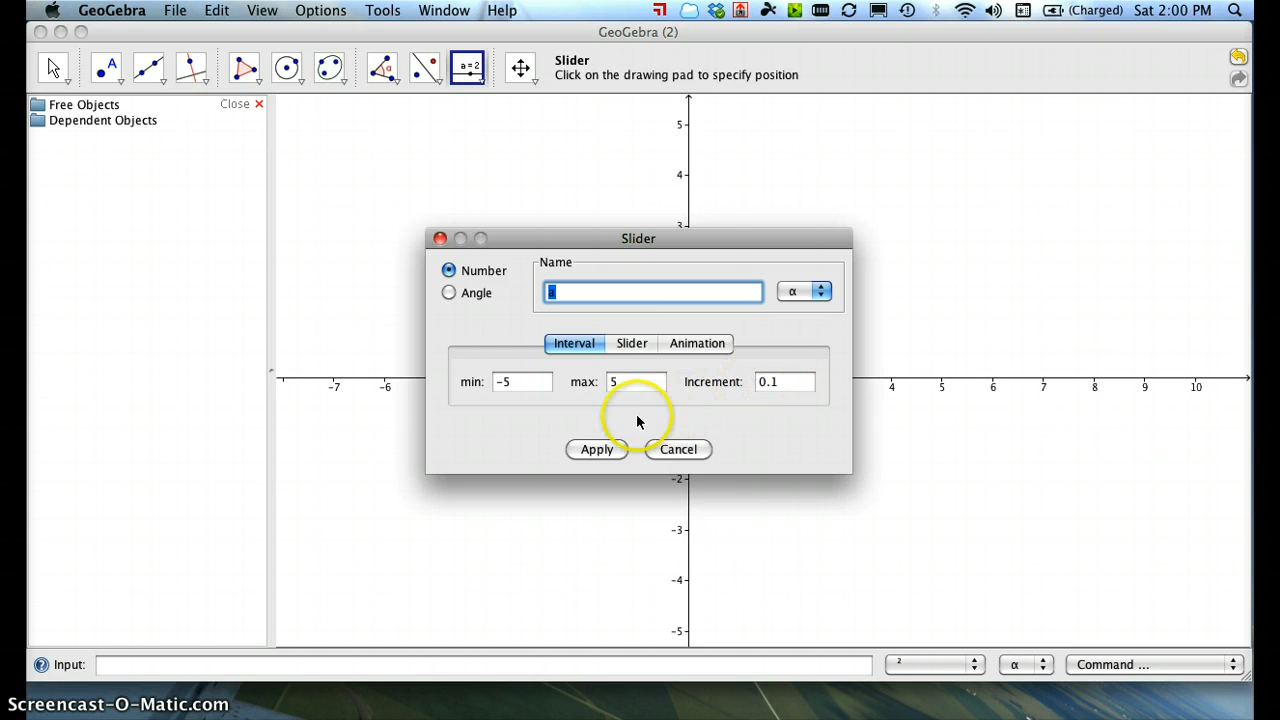 GeoGebra File Edit View Options Tools Window Help (Charged) Sat 2:00 PM
GeoGebra (2)
a = 2
Slider
Click on the drawing pad to specify position
Free Objects
Close
Dependent Objects
5
4
3
Slider
Number
Angle
Name
a
α
Interval Slider Animation
min: -5 max: 5 Increment: 0.1
Apply Cancel
-7 -6 4 5 6 7 8 9 10
-2
-3
-4
-5
Input: ² α Command ...
Screencast-O-Matic.com